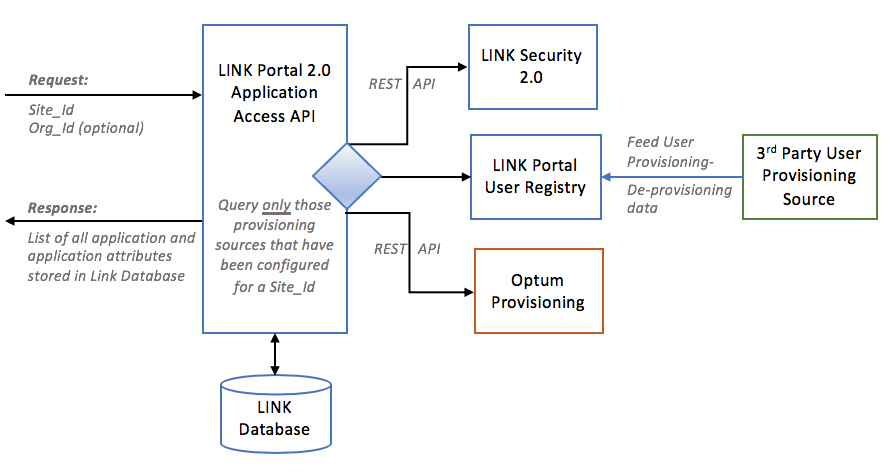 Request:
Site_Id
Org_Id (optional)
Response:
List of all application and
application attributes
stored in Link Database
LINK Portal 2.0
Application
Access API
Query only those
provisioning
sources that have
been configured
for a Site_Id
LINK
Database
REST API
REST API
LINK Security
2.0
LINK Portal
User Registry
Optum
Provisioning
Feed User
Provisioning-
De-provisioning
data
3rd Party User
Provisioning
Source